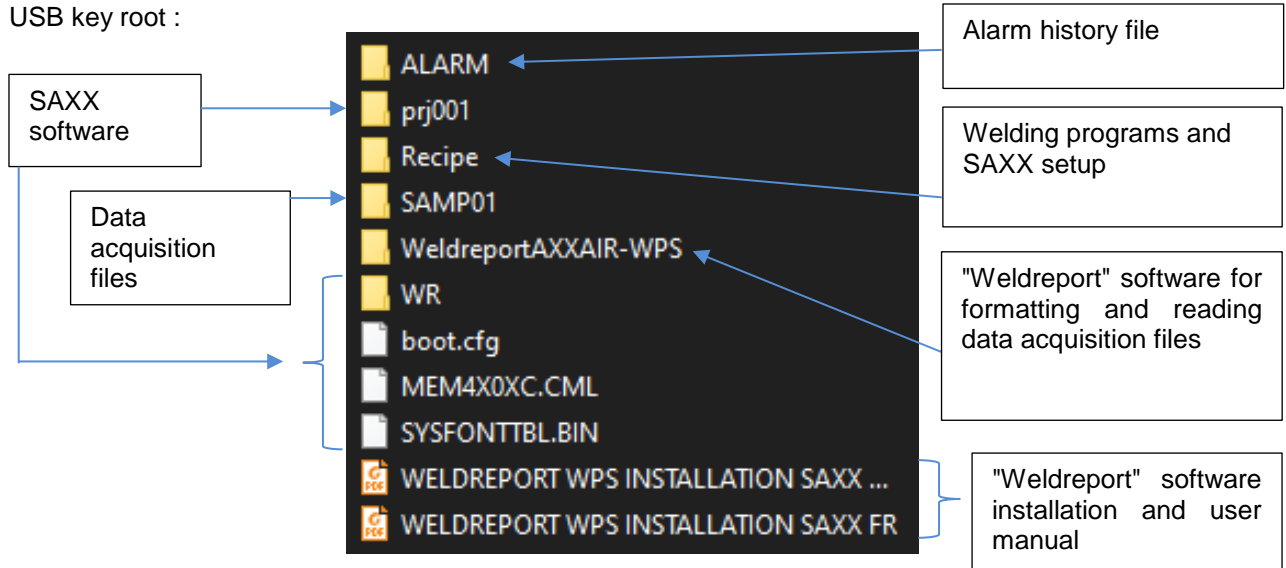 USB key root :
SAXX
software
Data
acquisition
files
ALARM
prj001
Recipe
SAMP01
WeldreportAXXAIR-WPS
WR
boot.cfg
MEM4X0XC.CML
SYSFONTTBL.BIN
WELDREPORT WPS INSTALLATION SAXX ...
WELDREPORT WPS INSTALLATION SAXX FR
Alarm history file
Welding programs and
SAXX setup
"Weldreport" software for
formatting and reading
data acquisition files
"Weldreport" software
installation and user
manual